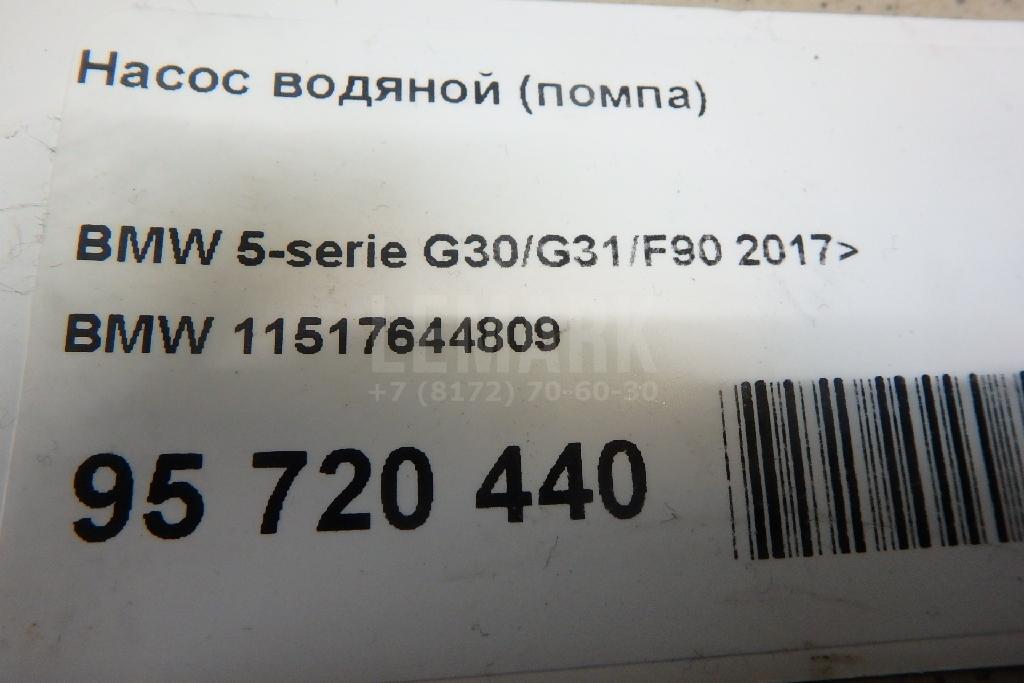 Насос водяной (помпа)
BMW 5-serie G30/G31/F90 2017>
BMW 11517644809
LEMARK
+7 (8172) 70-60-30
95 720 440